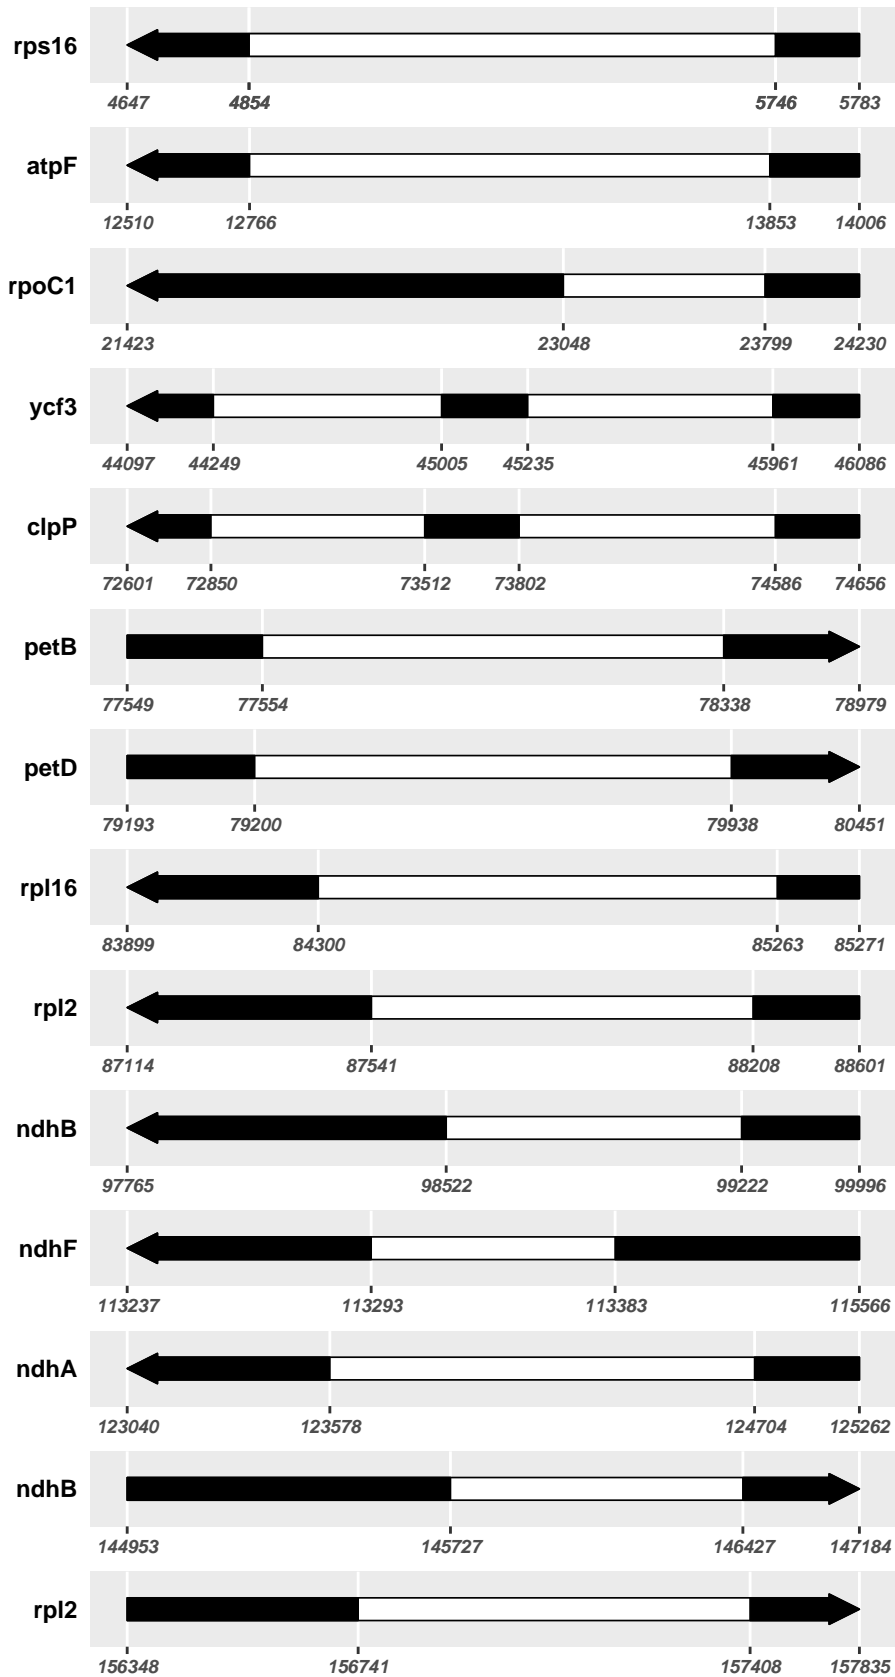 rps16
4647 4854 5746 5783
atpF
12510 12766 13853 14006
rpoC1
21423 23048 23799 24230
ycf3
44097 44249 45005 45235 45961 46086
clpP
72601 72850 73512 73802 74586 74656
petB
77549 77554 78338 78979
petD
79193 79200 79938 80451
rpl16
83899 84300 85263 85271
rpl2
87114 87541 88208 88601
ndhB
97765 98522 99222 99996
ndhF
113237 113293 113383 115566
ndhA
123040 123578 124704 125262
ndhB
144953 145727 146427 147184
rpl2
156348 156741 157408 157835